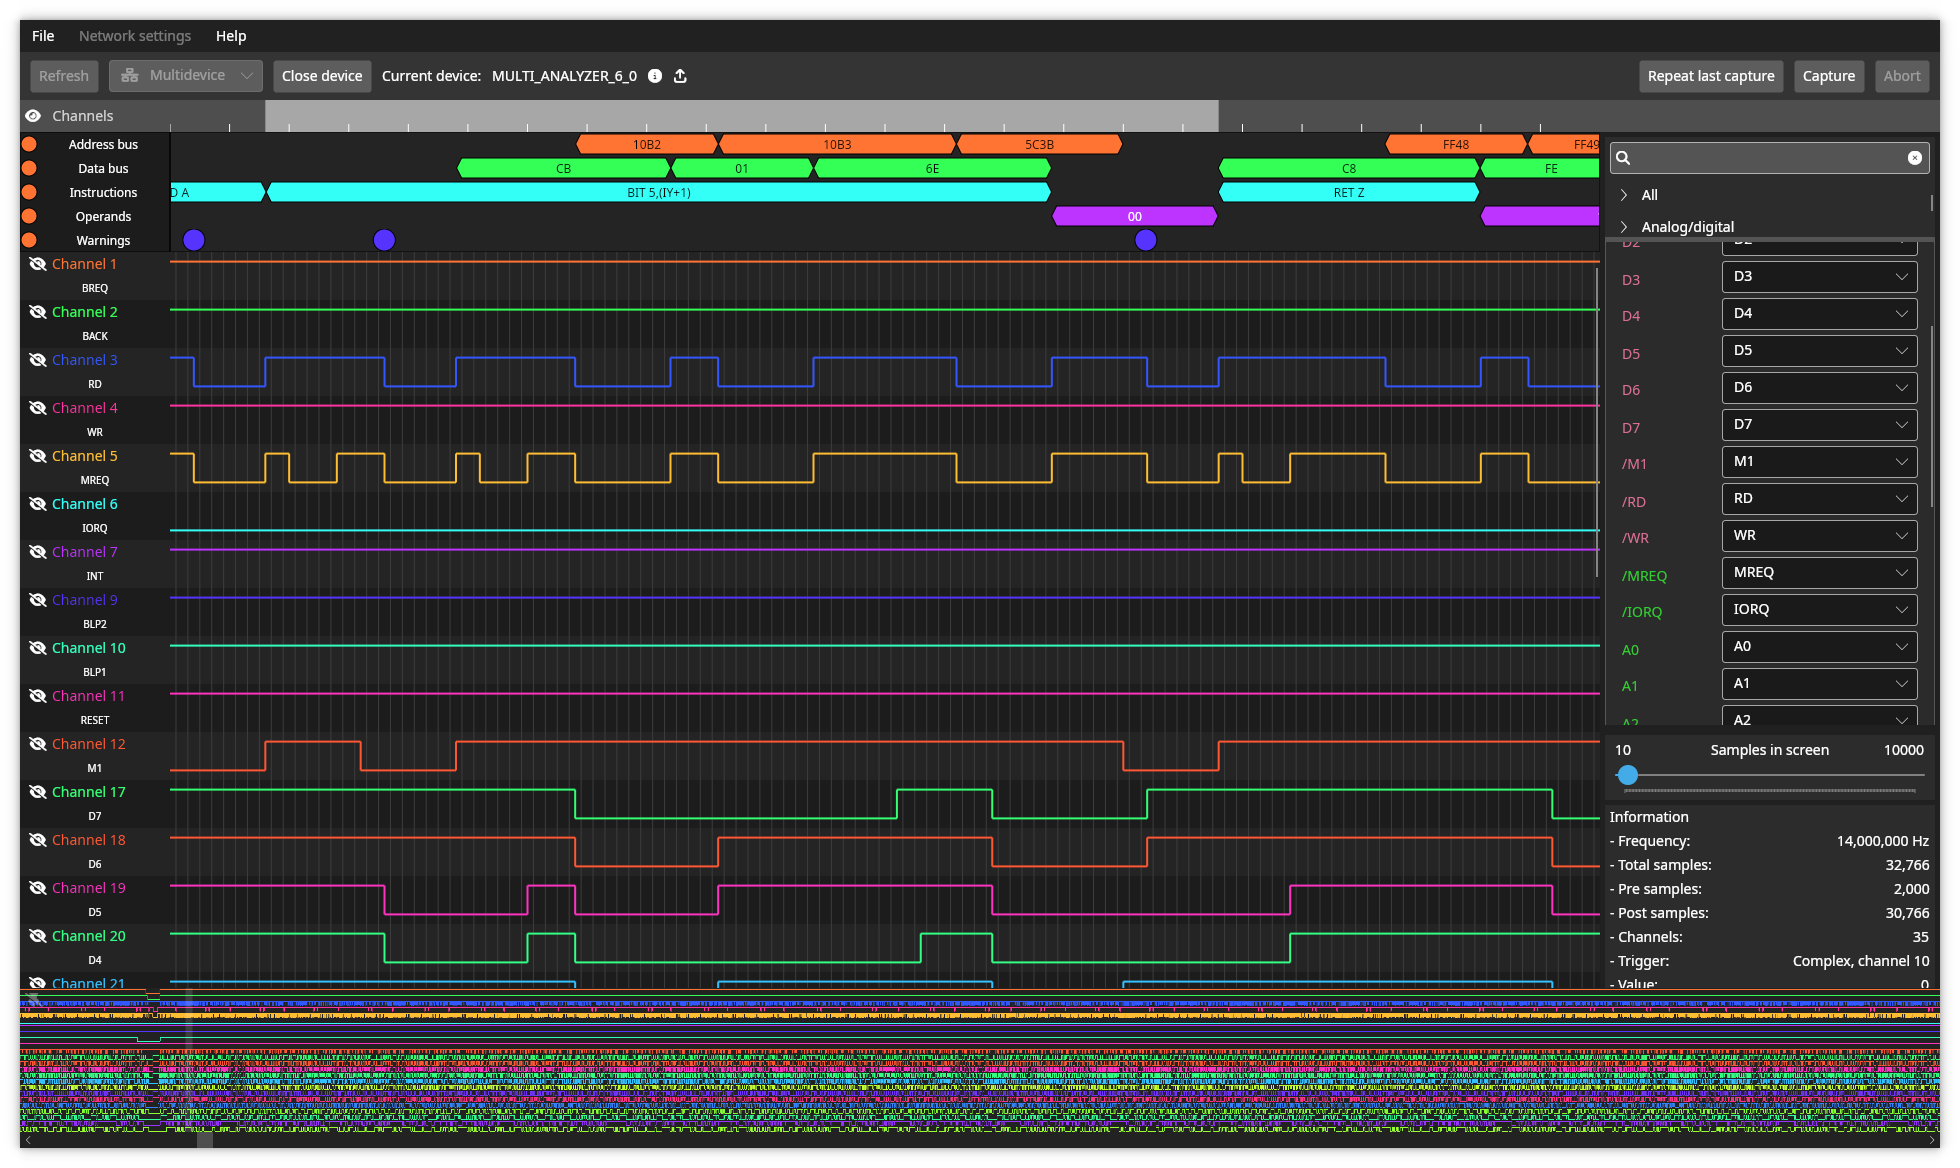 File Network settings Help
Refresh Multidevice Close device Current device: MULTI_ANALYZER_6_0 Repeat last capture Capture Abort
Channels
Address bus 10B2 10B3 5C3B FF48 FF49
Data bus CB 01 6E C8 FE
Instructions D A BIT 5,(IY+1) RET Z
Operands 00
Warnings
All
Analog/digital
Channel 1
BREQ
Channel 2
BACK
Channel 3
RD
Channel 4
WR
Channel 5
MREQ
Channel 6
IORQ
Channel 7
INT
Channel 9
BLP2
Channel 10
BLP1
Channel 11
RESET
Channel 12
M1
Channel 17
D7
Channel 18
D6
Channel 19
D5
Channel 20
D4
Channel 21
D2 D2
D3 D3
D4 D4
D5 D5
D6 D6
D7 D7
/M1 M1
/RD RD
/WR WR
/MREQ MREQ
/IORQ IORQ
A0 A0
A1 A1
A2 A2
10 Samples in screen 10000
Information
- Frequency: 14,000,000 Hz
- Total samples: 32,766
- Pre samples: 2,000
- Post samples: 30,766
- Channels: 35
- Trigger: Complex, channel 10
- Value: 0